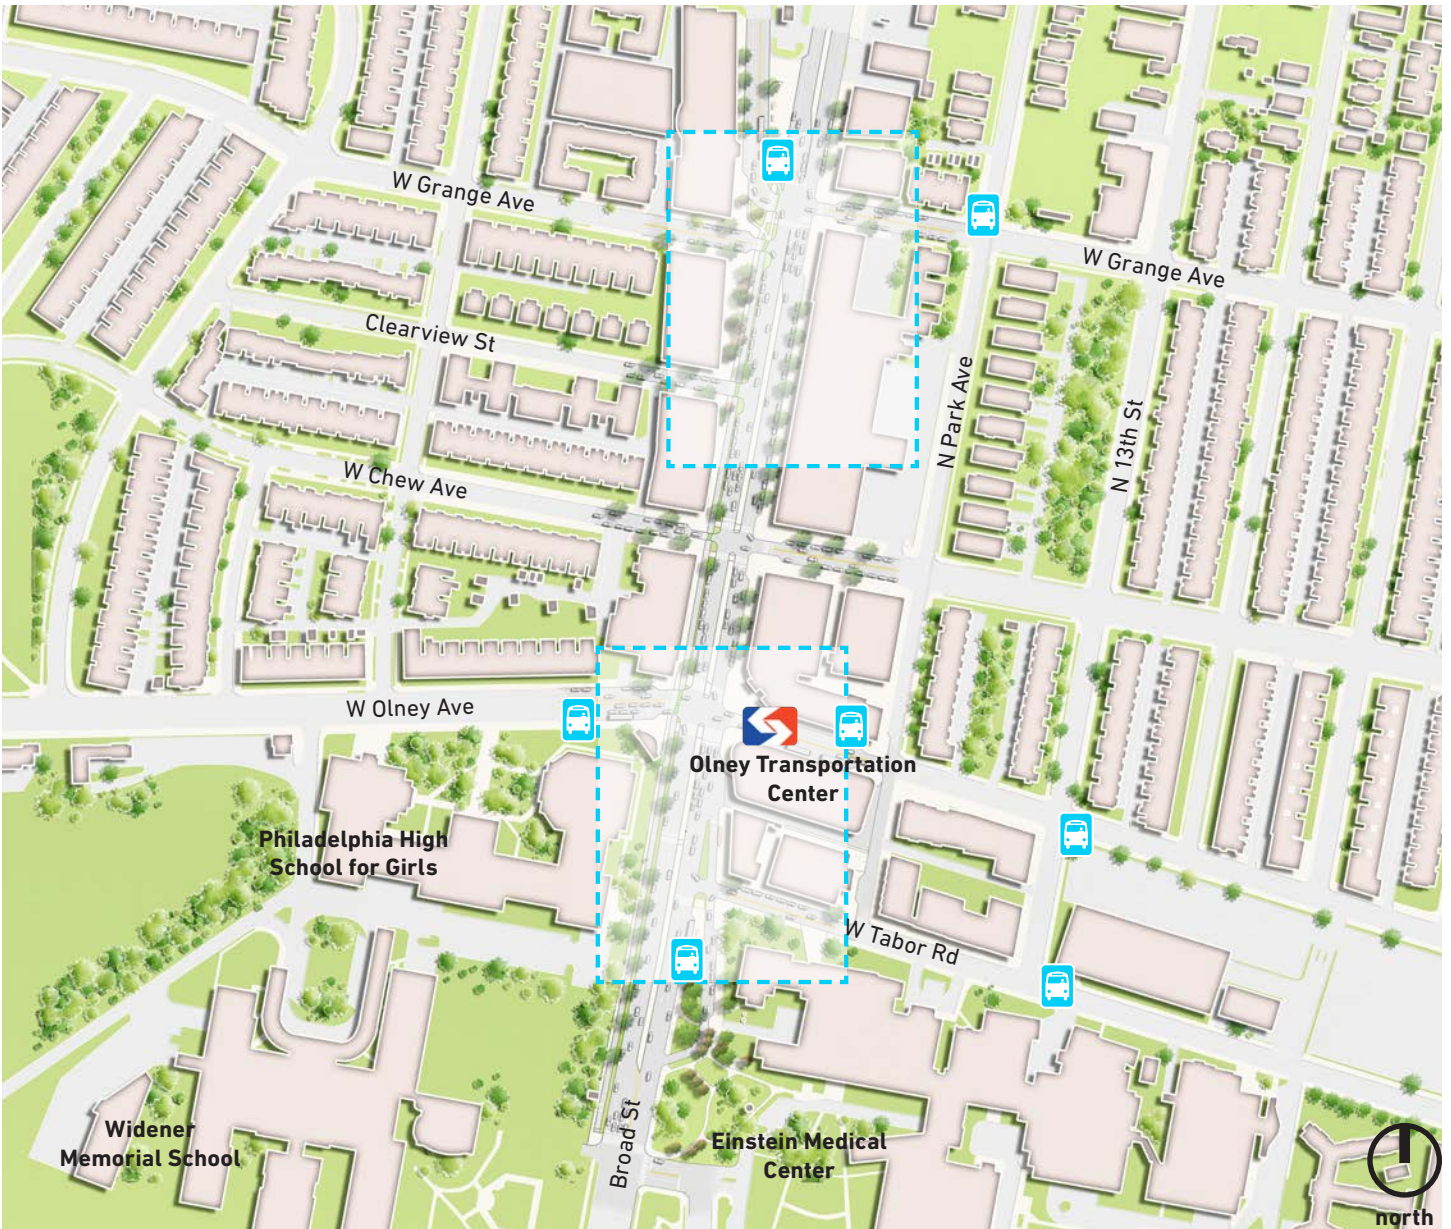 W Grange Ave
W Grange Ave
Clearview St
N Park Ave
N 13th St
W Chew Ave
W Olney Ave
Olney Transportation
Center
Philadelphia High
School for Girls
W Tabor Rd
Broad St
Widener
Memorial School
Einstein Medical
Center
north